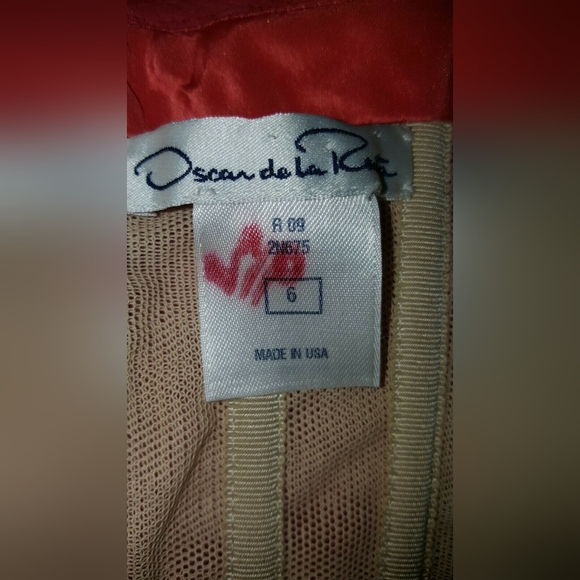 Oscar de la Renta
R 09
2N675
6
MADE IN USA